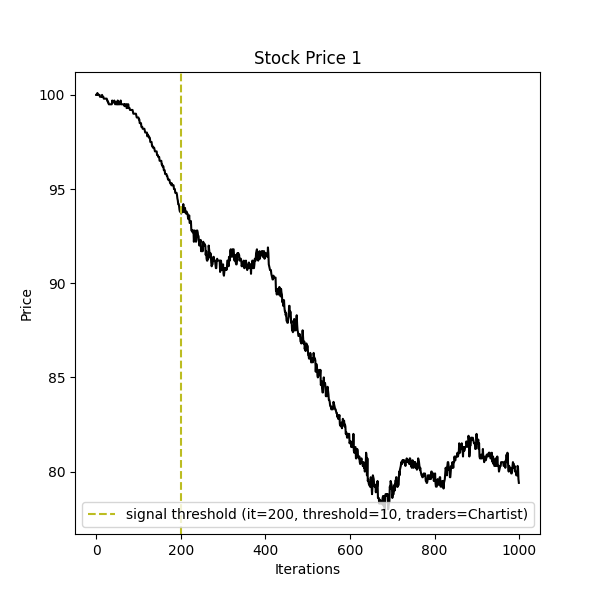 Stock Price 1
100
95
90
85
80
Price
signal threshold (it=200, threshold=10, traders=Chartist)
0 200 400 600 800 1000
Iterations